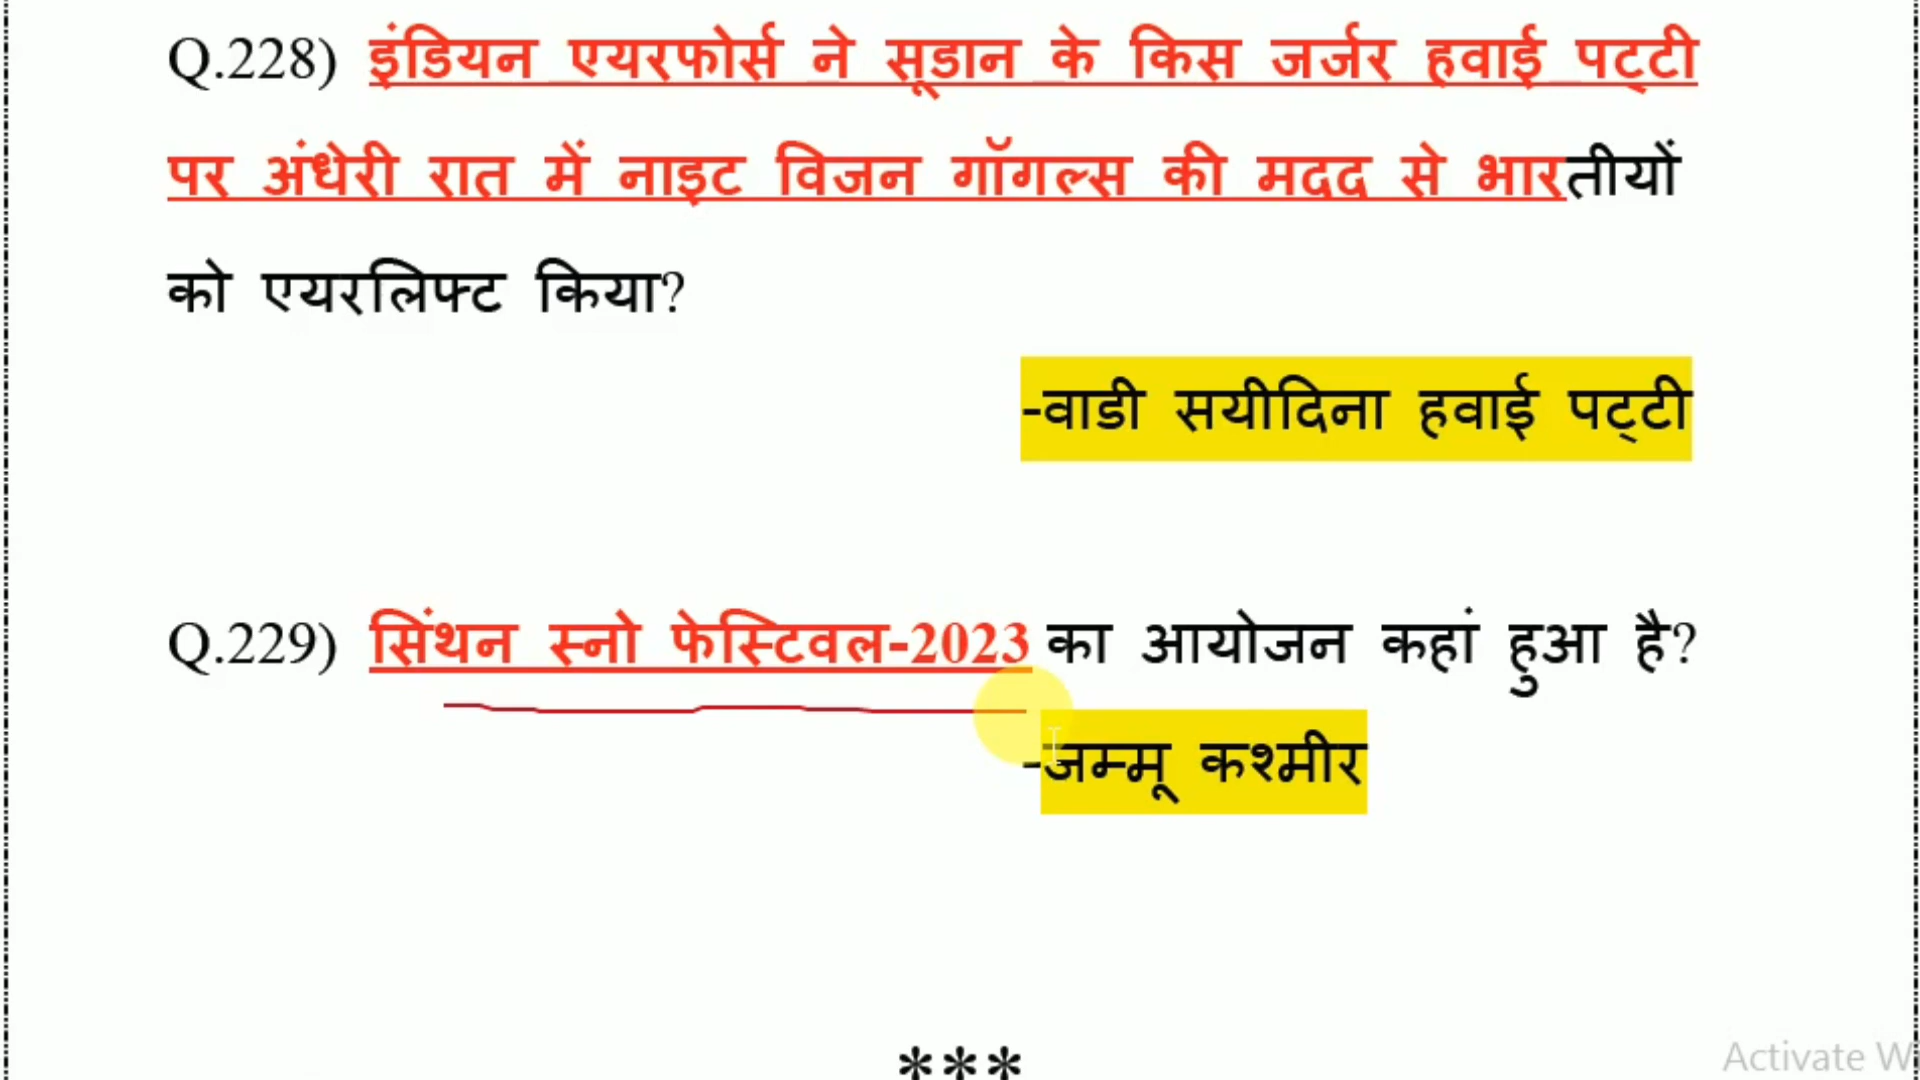 Q.228) इंडियन एयरफोर्स ने सूडान के किस जर्जर हवाई पट्टी
पर अंधेरी रात में नाइट विजन गॉगल्स की मदद से भारतीयों
को एयरलिफ्ट किया?
-वाडी सयीदिना हवाई पट्टी
Q.229) सिंथन स्नो फेस्टिवल-2023 का आयोजन कहां हुआ है?
-जम्मू कश्मीर
***
Activate W